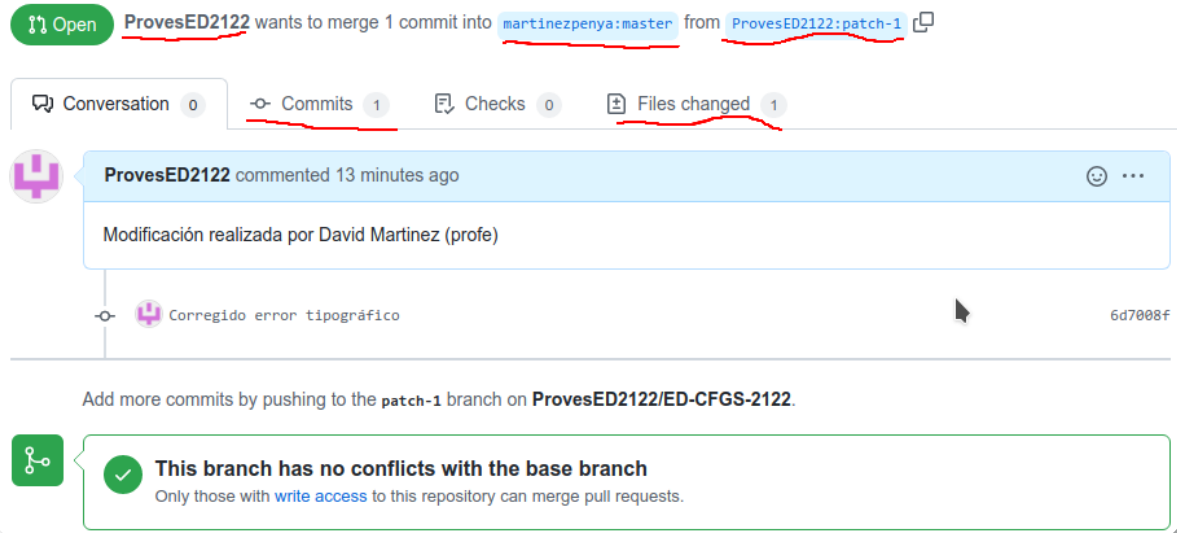 Open ProvesED2122 wants to merge 1 commit into martinezpenya:master from ProvesED2122:patch-1
Conversation 0 Commits 1 Checks 0 Files changed 1
ProvesED2122 commented 13 minutes ago
Modificación realizada por David Martinez (profe)
Corregido error tipográfico 6d7008f
Add more commits by pushing to the patch-1 branch on ProvesED2122/ED-CFGS-2122.
This branch has no conflicts with the base branch
Only those with write access to this repository can merge pull requests.